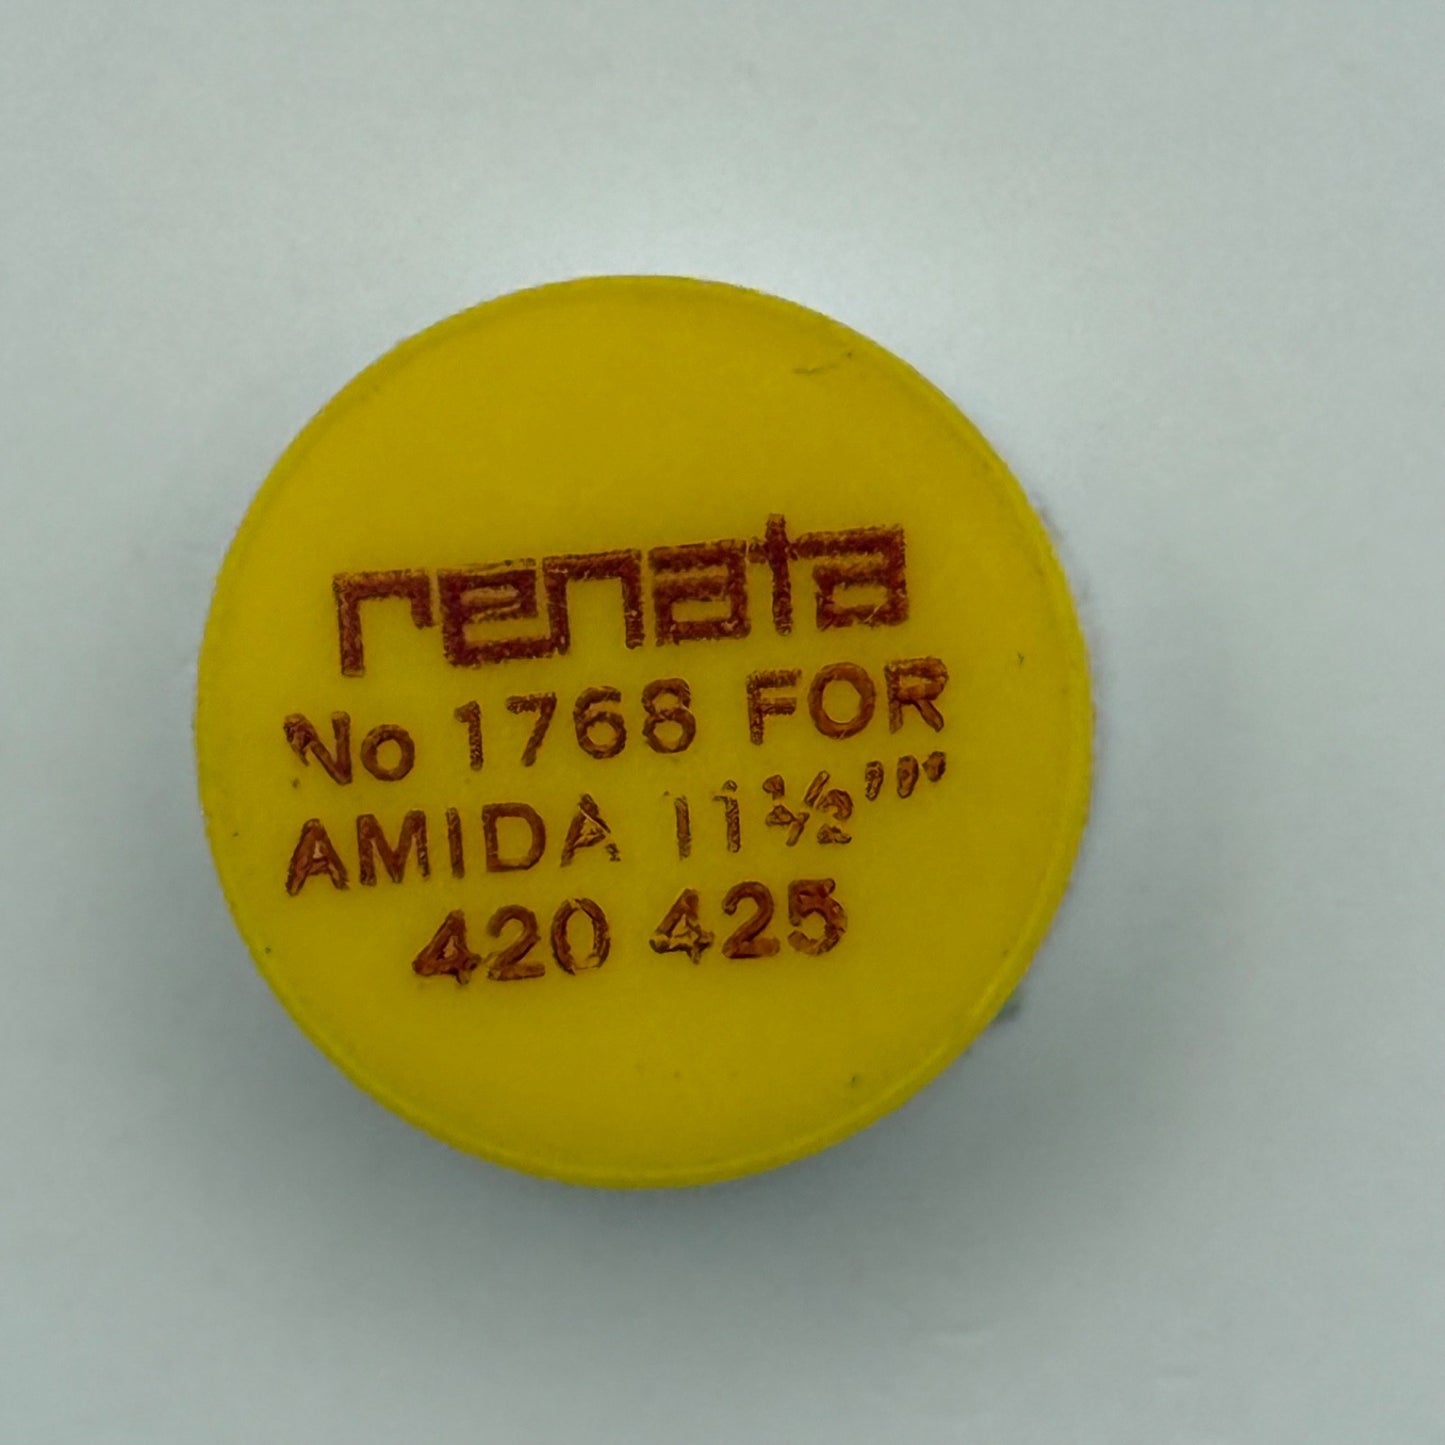 renata
No 1768 FOR
AMIDA 11½'''
420 425